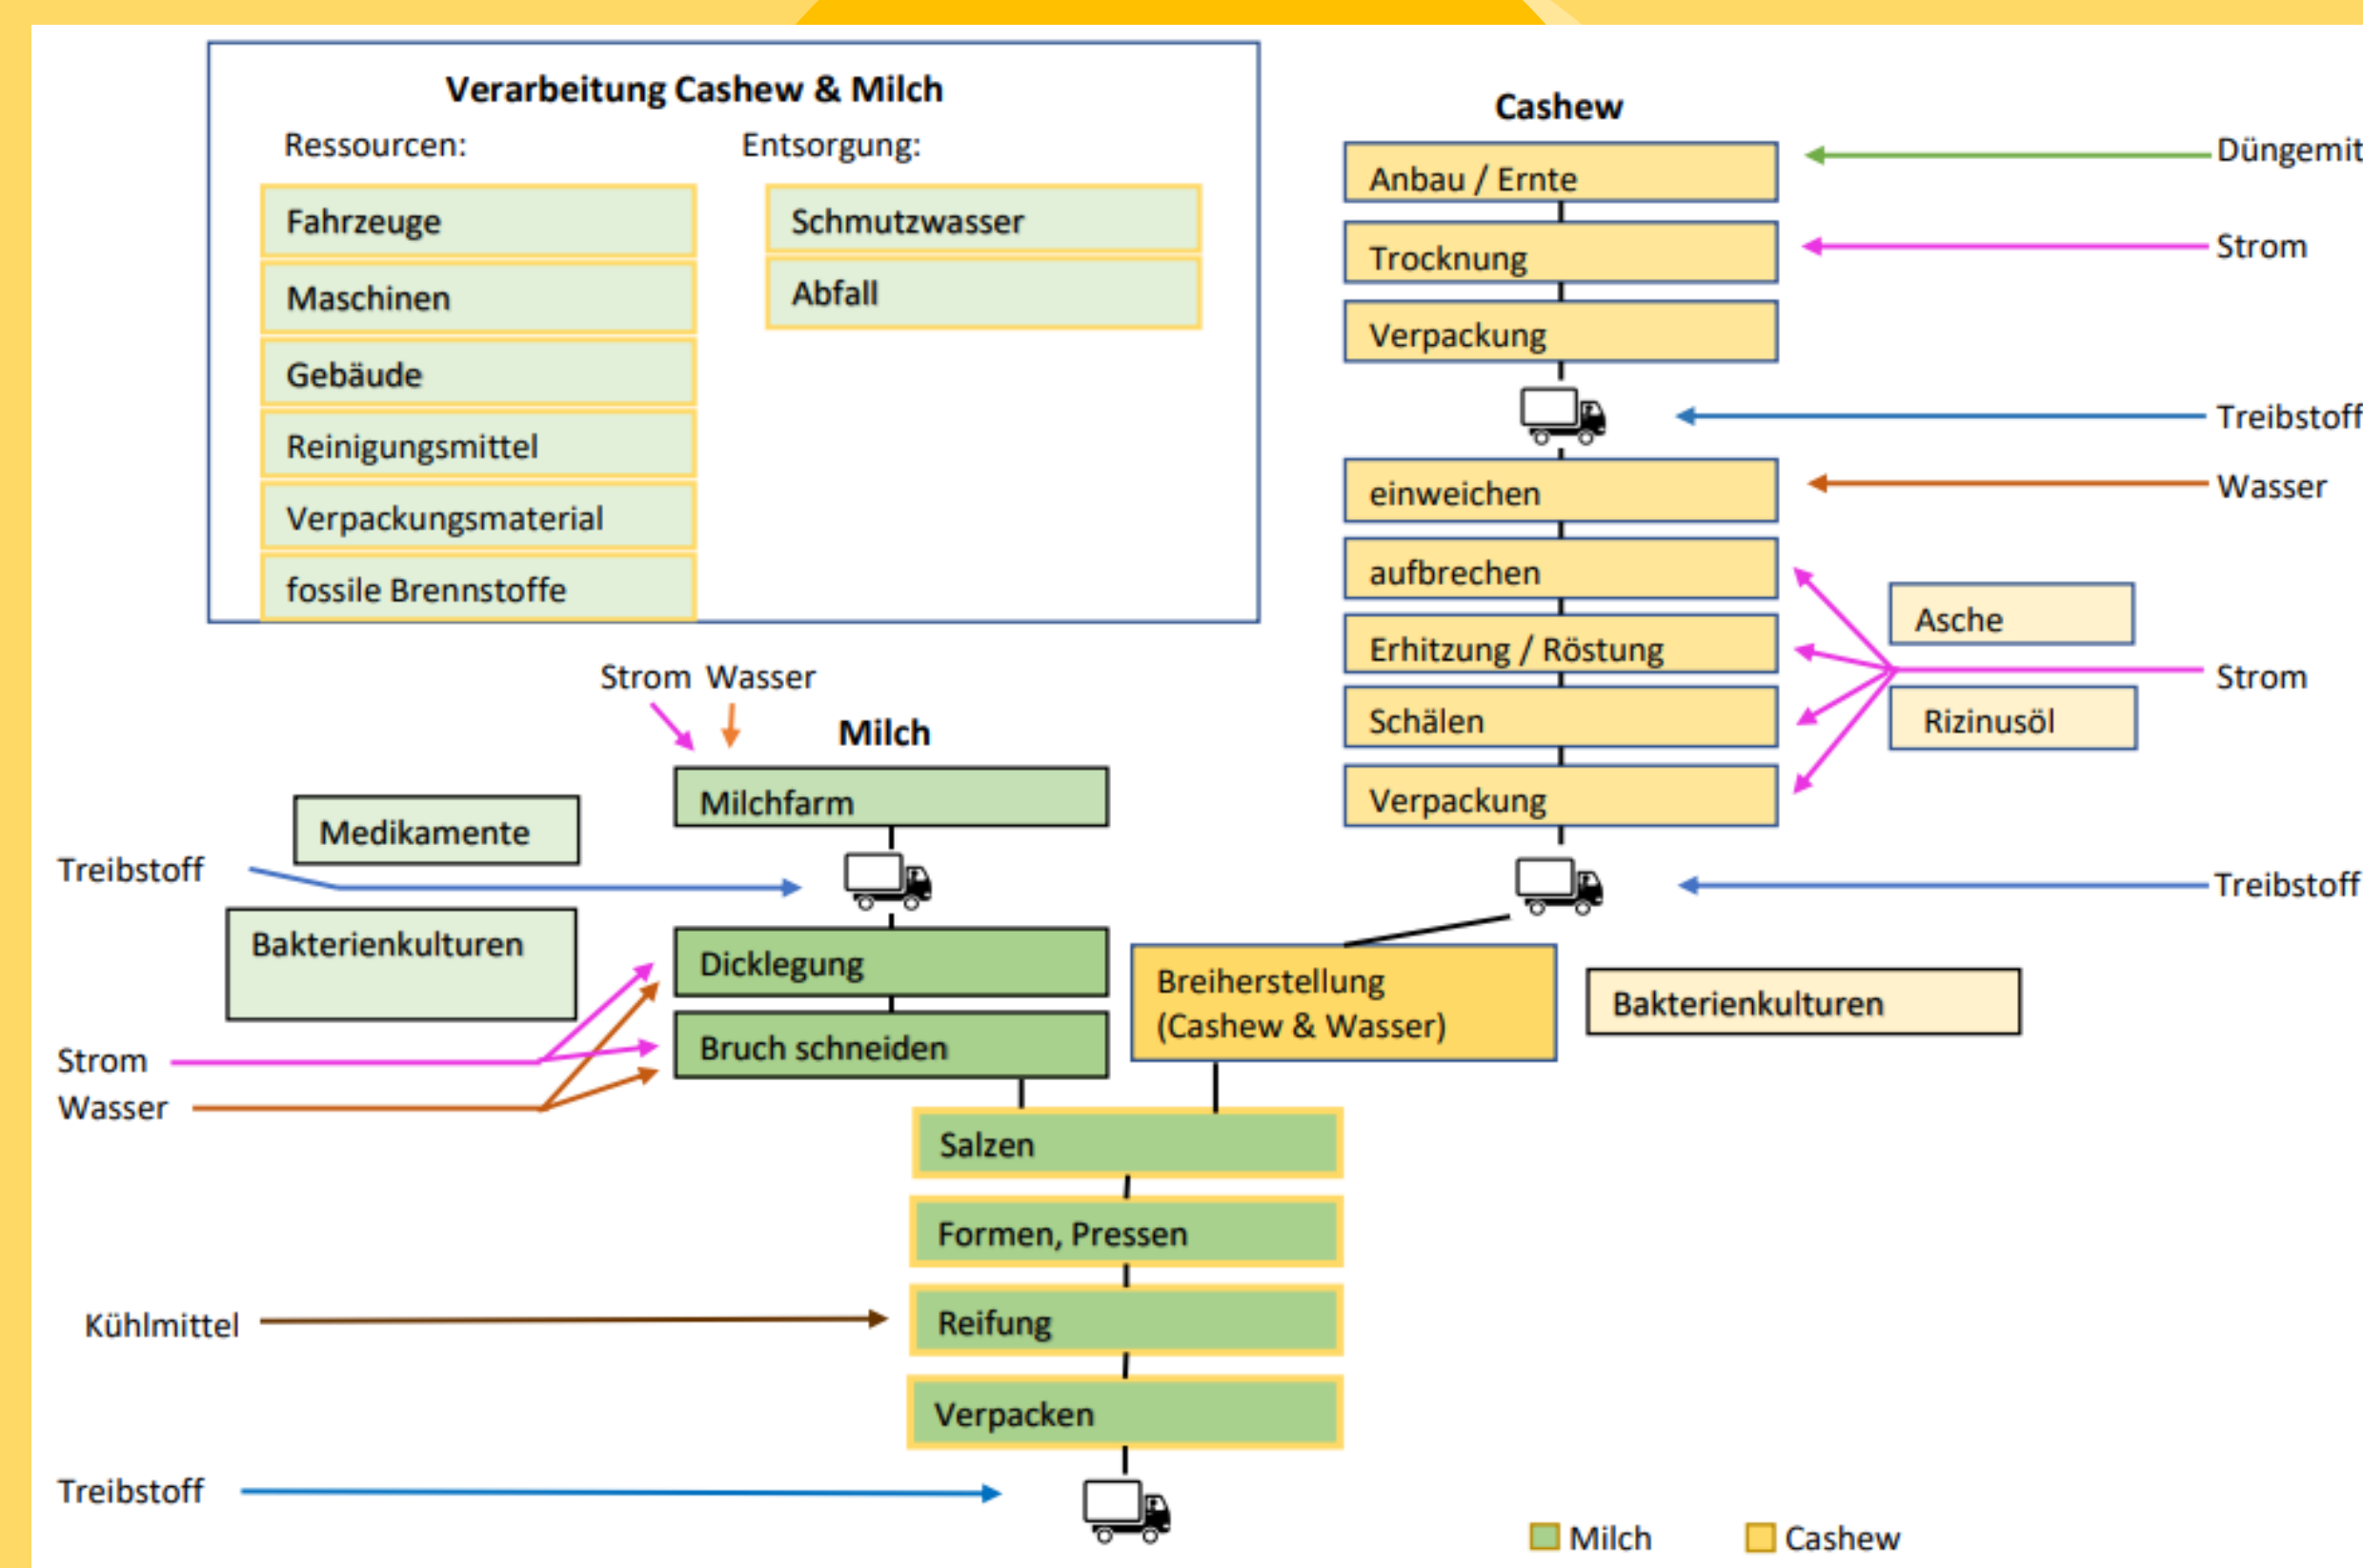 Verarbeitung Cashew & Milch
Ressourcen:
Entsorgung:
Fahrzeuge
Maschinen
Gebäude
Reinigungsmittel
Verpackungsmaterial
fossile Brennstoffe
Schmutzwasser
Abfall
Cashew
Anbau / Ernte
Düngemit
Trocknung
Strom
Verpackung
Treibstoff
einweichen
Wasser
aufbrechen
Asche
Erhitzung / Röstung
Strom
Schälen
Rizinusöl
Verpackung
Treibstoff
Strom Wasser
Milch
Milchfarm
Medikamente
Treibstoff
Bakterienkulturen
Dicklegung
Bruch schneiden
Strom
Wasser
Breiherstellung
(Cashew & Wasser)
Bakterienkulturen
Salzen
Formen, Pressen
Kühlmittel
Reifung
Verpacken
Treibstoff
Milch
Cashew